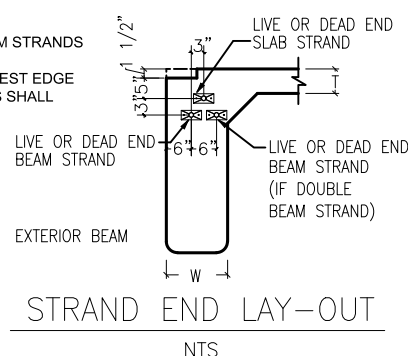 M STRANDS
EST EDGE
S SHALL
1 1/2"
3"
LIVE OR DEAD END
SLAB STRAND
5"
3"
T
LIVE OR DEAD END
BEAM STRAND
6"
6"
LIVE OR DEAD END
BEAM STRAND
(IF DOUBLE
BEAM STRAND)
EXTERIOR BEAM
W
STRAND END LAY-OUT
NTS